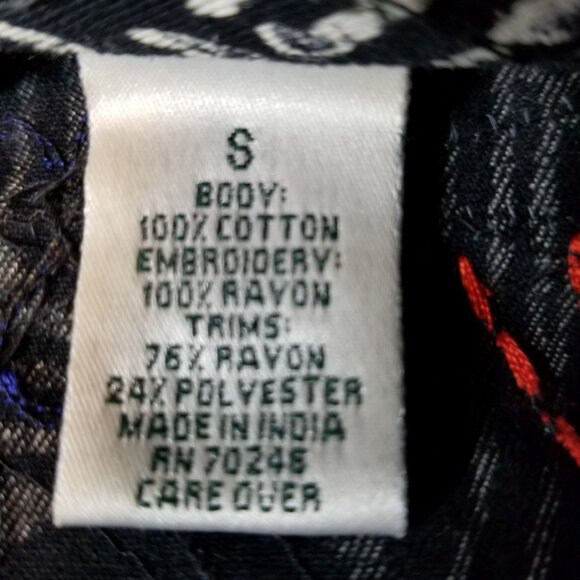 S
BODY:
100% COTTON
EMBROIDERY:
100% RAYON
TRIMS:
76% RAYON
24% POLYESTER
MADE IN INDIA
RN 70246
CARE OVER